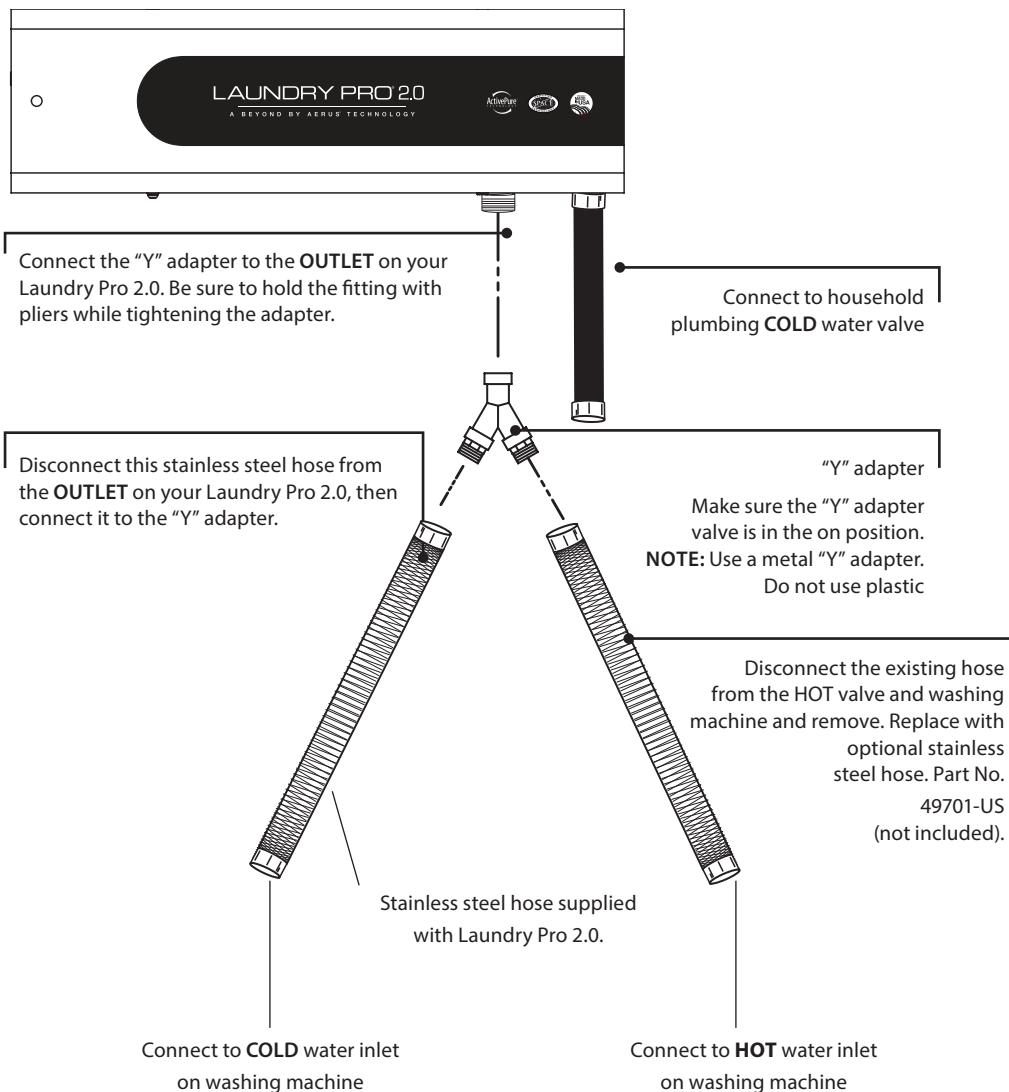 LAUNDRY PRO® 2.0
A BEYOND BY AERUS TECHNOLOGY
ActivePure
TECHNOLOGY
SPACE
USA
Connect the “Y” adapter to the OUTLET on your
Laundry Pro 2.0. Be sure to hold the fitting with
pliers while tightening the adapter.
Connect to household
plumbing COLD water valve
Disconnect this stainless steel hose from
the OUTLET on your Laundry Pro 2.0, then
connect it to the “Y” adapter.
“Y” adapter
Make sure the “Y” adapter
valve is in the on position.
NOTE: Use a metal “Y” adapter.
Do not use plastic
Disconnect the existing hose
from the HOT valve and washing
machine and remove. Replace with
optional stainless
steel hose. Part No.
49701-US
(not included).
Stainless steel hose supplied
with Laundry Pro 2.0.
Connect to COLD water inlet
on washing machine
Connect to HOT water inlet
on washing machine